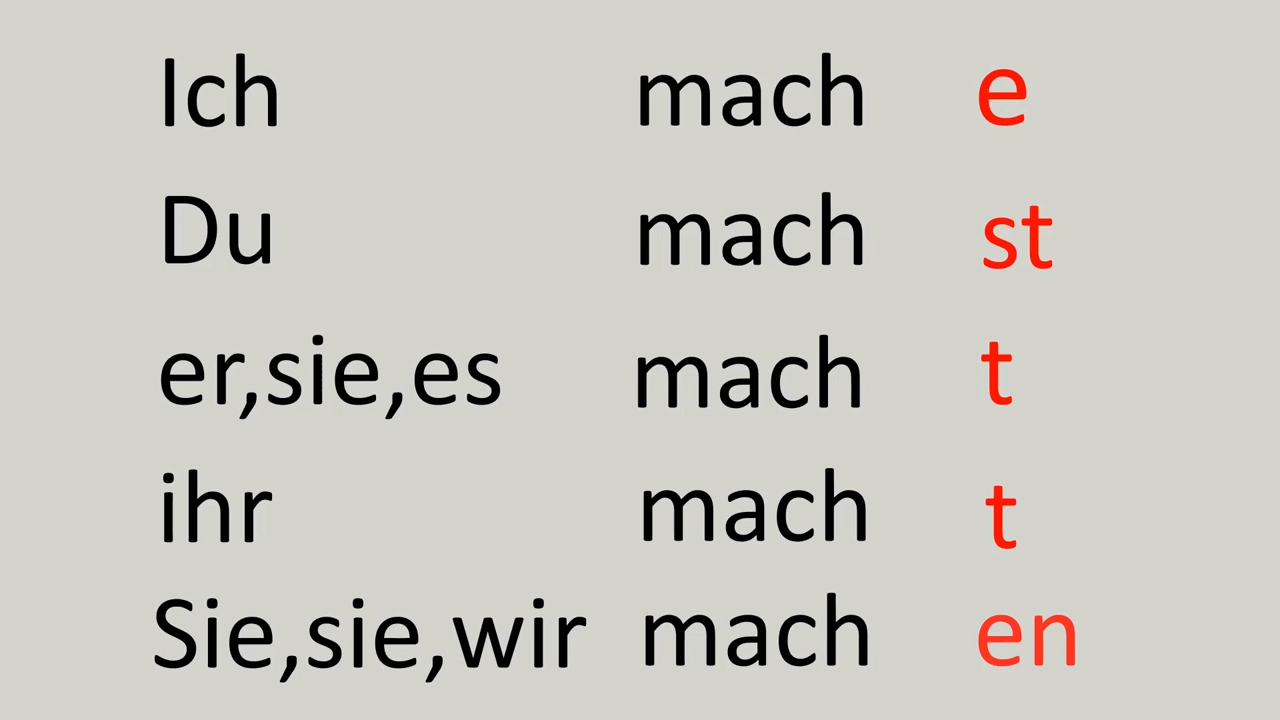 Ich mach e
Du mach st
er,sie,es mach t
ihr mach t
Sie,sie,wir mach en